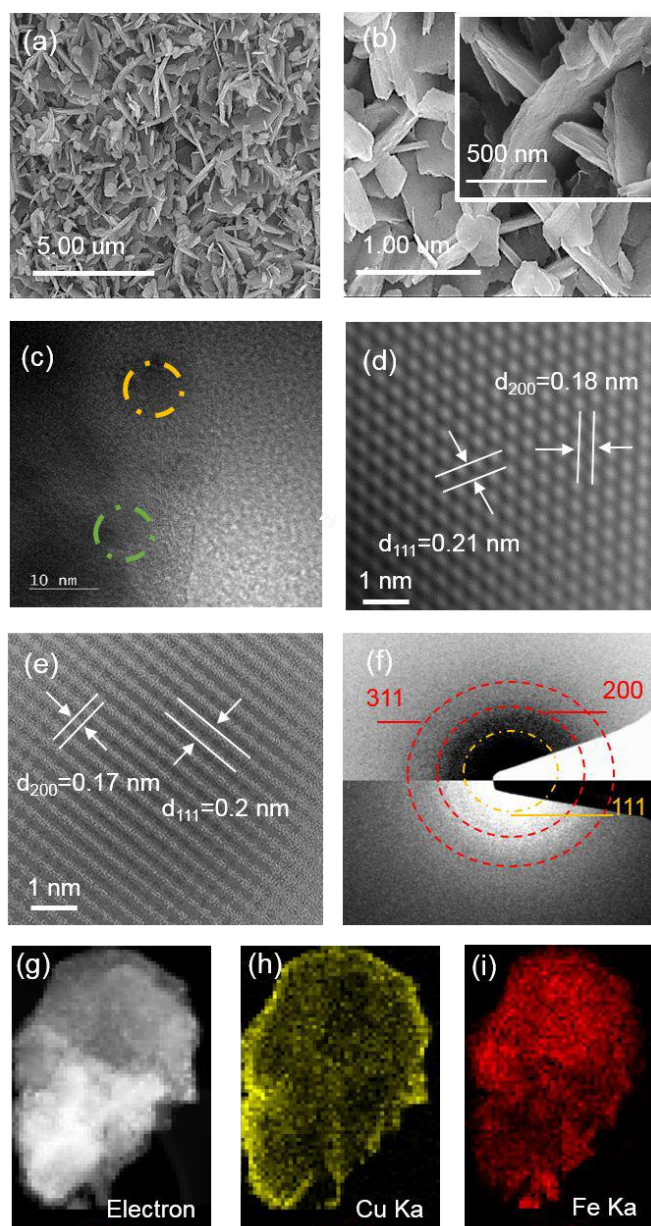 (a)
5.00 um
(b)
500 nm
1.00 um
(c)
10 nm
(d)
d₂₀₀=0.18 nm
d₁₁₁=0.21 nm
1 nm
(e)
d₂₀₀=0.17 nm
d₁₁₁=0.2 nm
1 nm
(f)
311
200
111
(g)
Electron
(h)
Cu Ka
(i)
Fe Ka